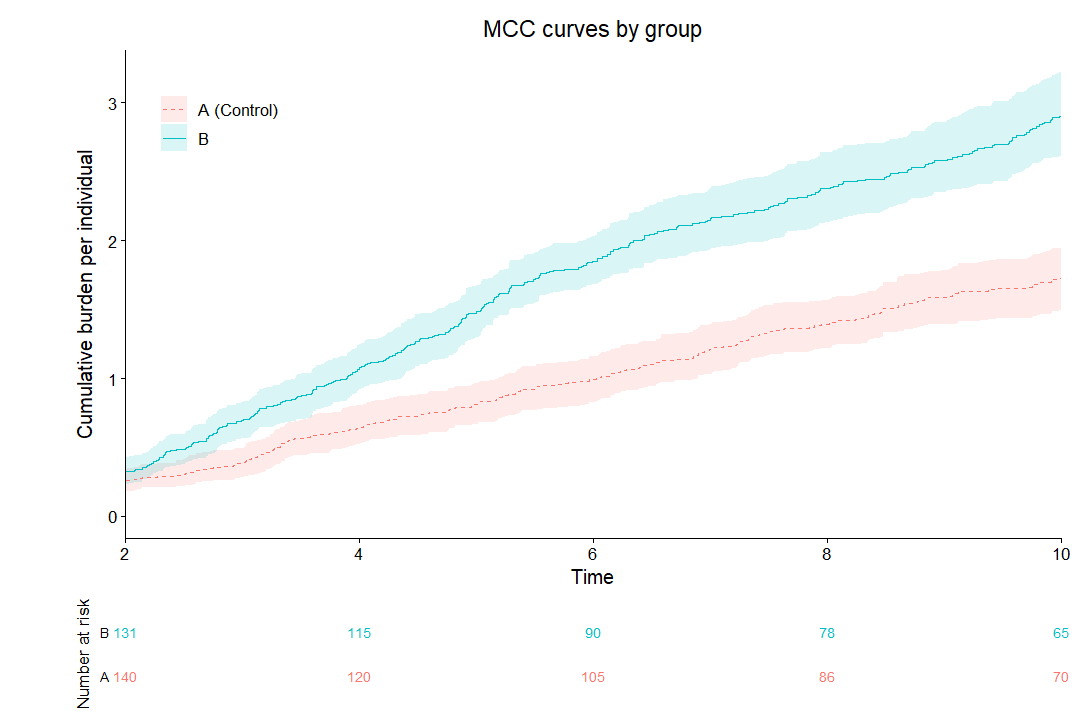 MCC curves by group
Cumulative burden per individual
3
2
1
0
A (Control)
B
2 4 6 8 10
Time
Number at risk
B 131 115 90 78 65
A 140 120 105 86 70